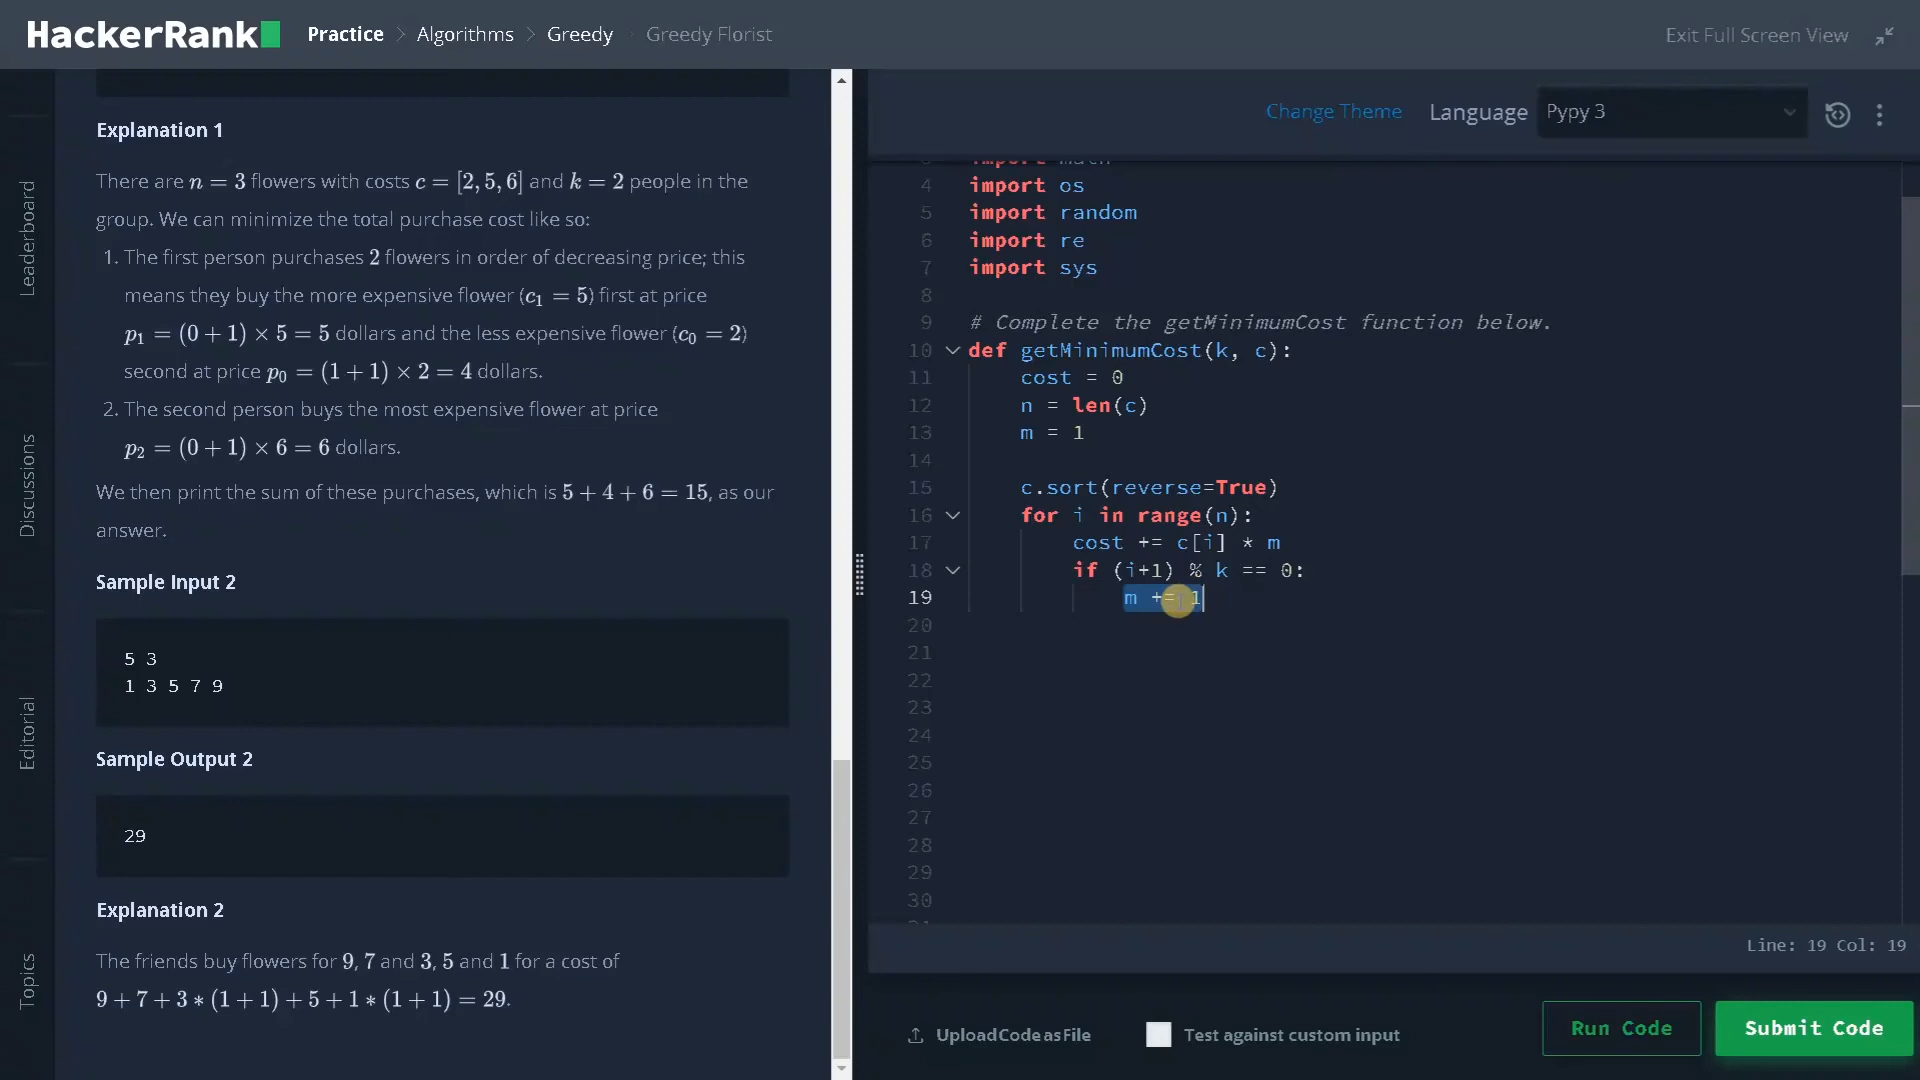 HackerRank
Practice > Algorithms > Greedy Greedy Florist
Exit Full Screen View
Leaderboard
Discussions
Editorial
Topics
Explanation 1
There are n = 3 flowers with costs c = [2, 5, 6] and k = 2 people in the
group. We can minimize the total purchase cost like so:
1. The first person purchases 2 flowers in order of decreasing price; this
means they buy the more expensive flower (c₁ = 5) first at price
p₁ = (0 + 1) × 5 = 5 dollars and the less expensive flower (c₀ = 2)
second at price p₀ = (1 + 1) × 2 = 4 dollars.
2. The second person buys the most expensive flower at price
p₂ = (0 + 1) × 6 = 6 dollars.
We then print the sum of these purchases, which is 5 + 4 + 6 = 15, as our
answer.
Sample Input 2
5 3
1 3 5 7 9
Sample Output 2
29
Explanation 2
The friends buy flowers for 9, 7 and 3, 5 and 1 for a cost of
9 + 7 + 3 * (1 + 1) + 5 + 1 * (1 + 1) = 29.
Change Theme Language Pypy 3
3 import math
4 import os
5 import random
6 import re
7 import sys
8
9 # Complete the getMinimumCost function below.
10 def getMinimumCost(k, c):
11 cost = 0
12 n = len(c)
13 m = 1
14
15 c.sort(reverse=True)
16 for i in range(n):
17 cost += c[i] * m
18 if (i+1) % k == 0:
19 m += 1
20
21
22
23
24
25
26
27
28
29
30
31
Line: 19 Col: 19
Upload Code as File
Test against custom input
Run Code
Submit Code